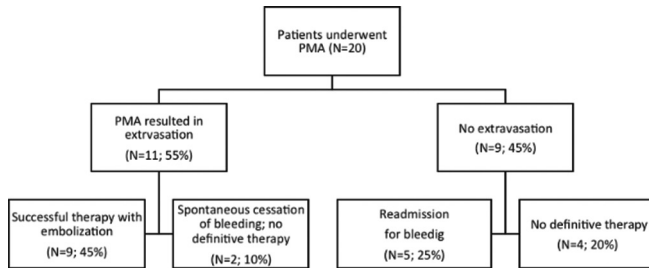 Patients underwent
PMA (N=20)
PMA resulted in
extrvasation
(N=11; 55%)
No extravasation
(N=9; 45%)
Successful therapy with
embolization
(N=9; 45%)
Spontaneous cessation
of bleeding; no
definitive therapy
(N=2; 10%)
Readmission
for bleedig
(N=5; 25%)
No definitive therapy
(N=4; 20%)